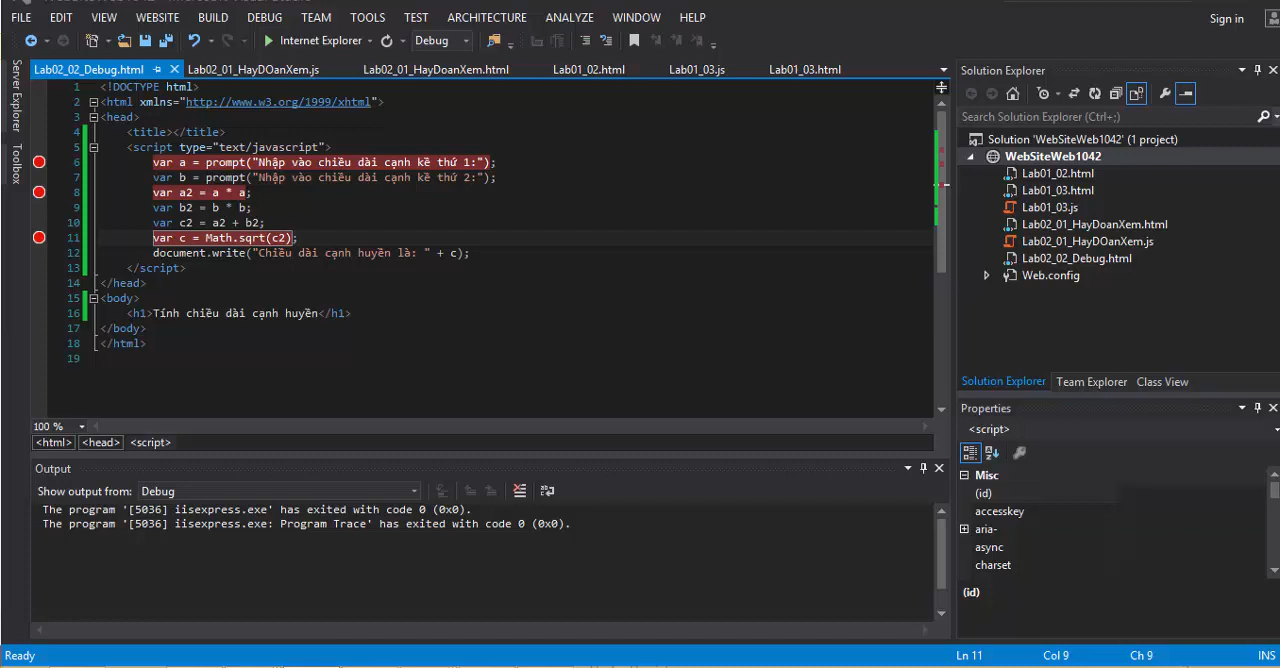 FILE EDIT VIEW WEBSITE BUILD DEBUG TEAM TOOLS TEST ARCHITECTURE ANALYZE WINDOW HELP Sign in
Internet Explorer Debug
Server Explorer
Toolbox
Lab02_02_Debug.html Lab02_01_HayDOanXem.js Lab02_01_HayDoanXem.html Lab01_02.html Lab01_03.js Lab01_03.html
1 <!DOCTYPE html>
2 <html xmlns="http://www.w3.org/1999/xhtml">
3 <head>
4 <title></title>
5 <script type="text/javascript">
6 var a = prompt("Nhập vào chiều dài cạnh kề thứ 1:");
7 var b = prompt("Nhập vào chiều dài cạnh kề thứ 2:");
8 var a2 = a * a;
9 var b2 = b * b;
10 var c2 = a2 + b2;
11 var c = Math.sqrt(c2);
12 document.write("Chiều dài cạnh huyền là: " + c);
13 </script>
14 </head>
15 <body>
16 <h1>Tính chiều dài cạnh huyền</h1>
17 </body>
18 </html>
19
100 %
<html> <head> <script>
Output
Show output from: Debug
The program '[5036] iisexpress.exe' has exited with code 0 (0x0).
The program '[5036] iisexpress.exe: Program Trace' has exited with code 0 (0x0).
Solution Explorer
Search Solution Explorer (Ctrl+;)
Solution 'WebSiteWeb1042' (1 project)
WebSiteWeb1042
Lab01_02.html
Lab01_03.html
Lab01_03.js
Lab02_01_HayDoanXem.html
Lab02_01_HayDOanXem.js
Lab02_02_Debug.html
Web.config
Solution Explorer Team Explorer Class View
Properties
<script>
Misc
(id)
accesskey
aria-
async
charset
(id)
Ready Ln 11 Col 9 Ch 9 INS